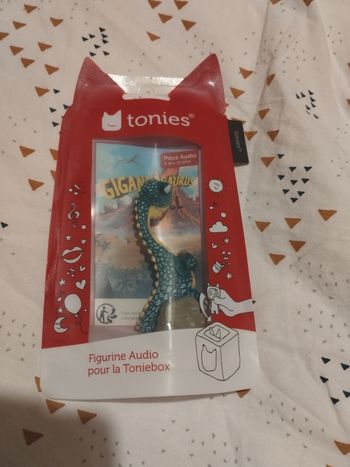 tonies®
Pièce Audio
GIGANTOSAURUS
Figurine Audio
pour la Toniebox